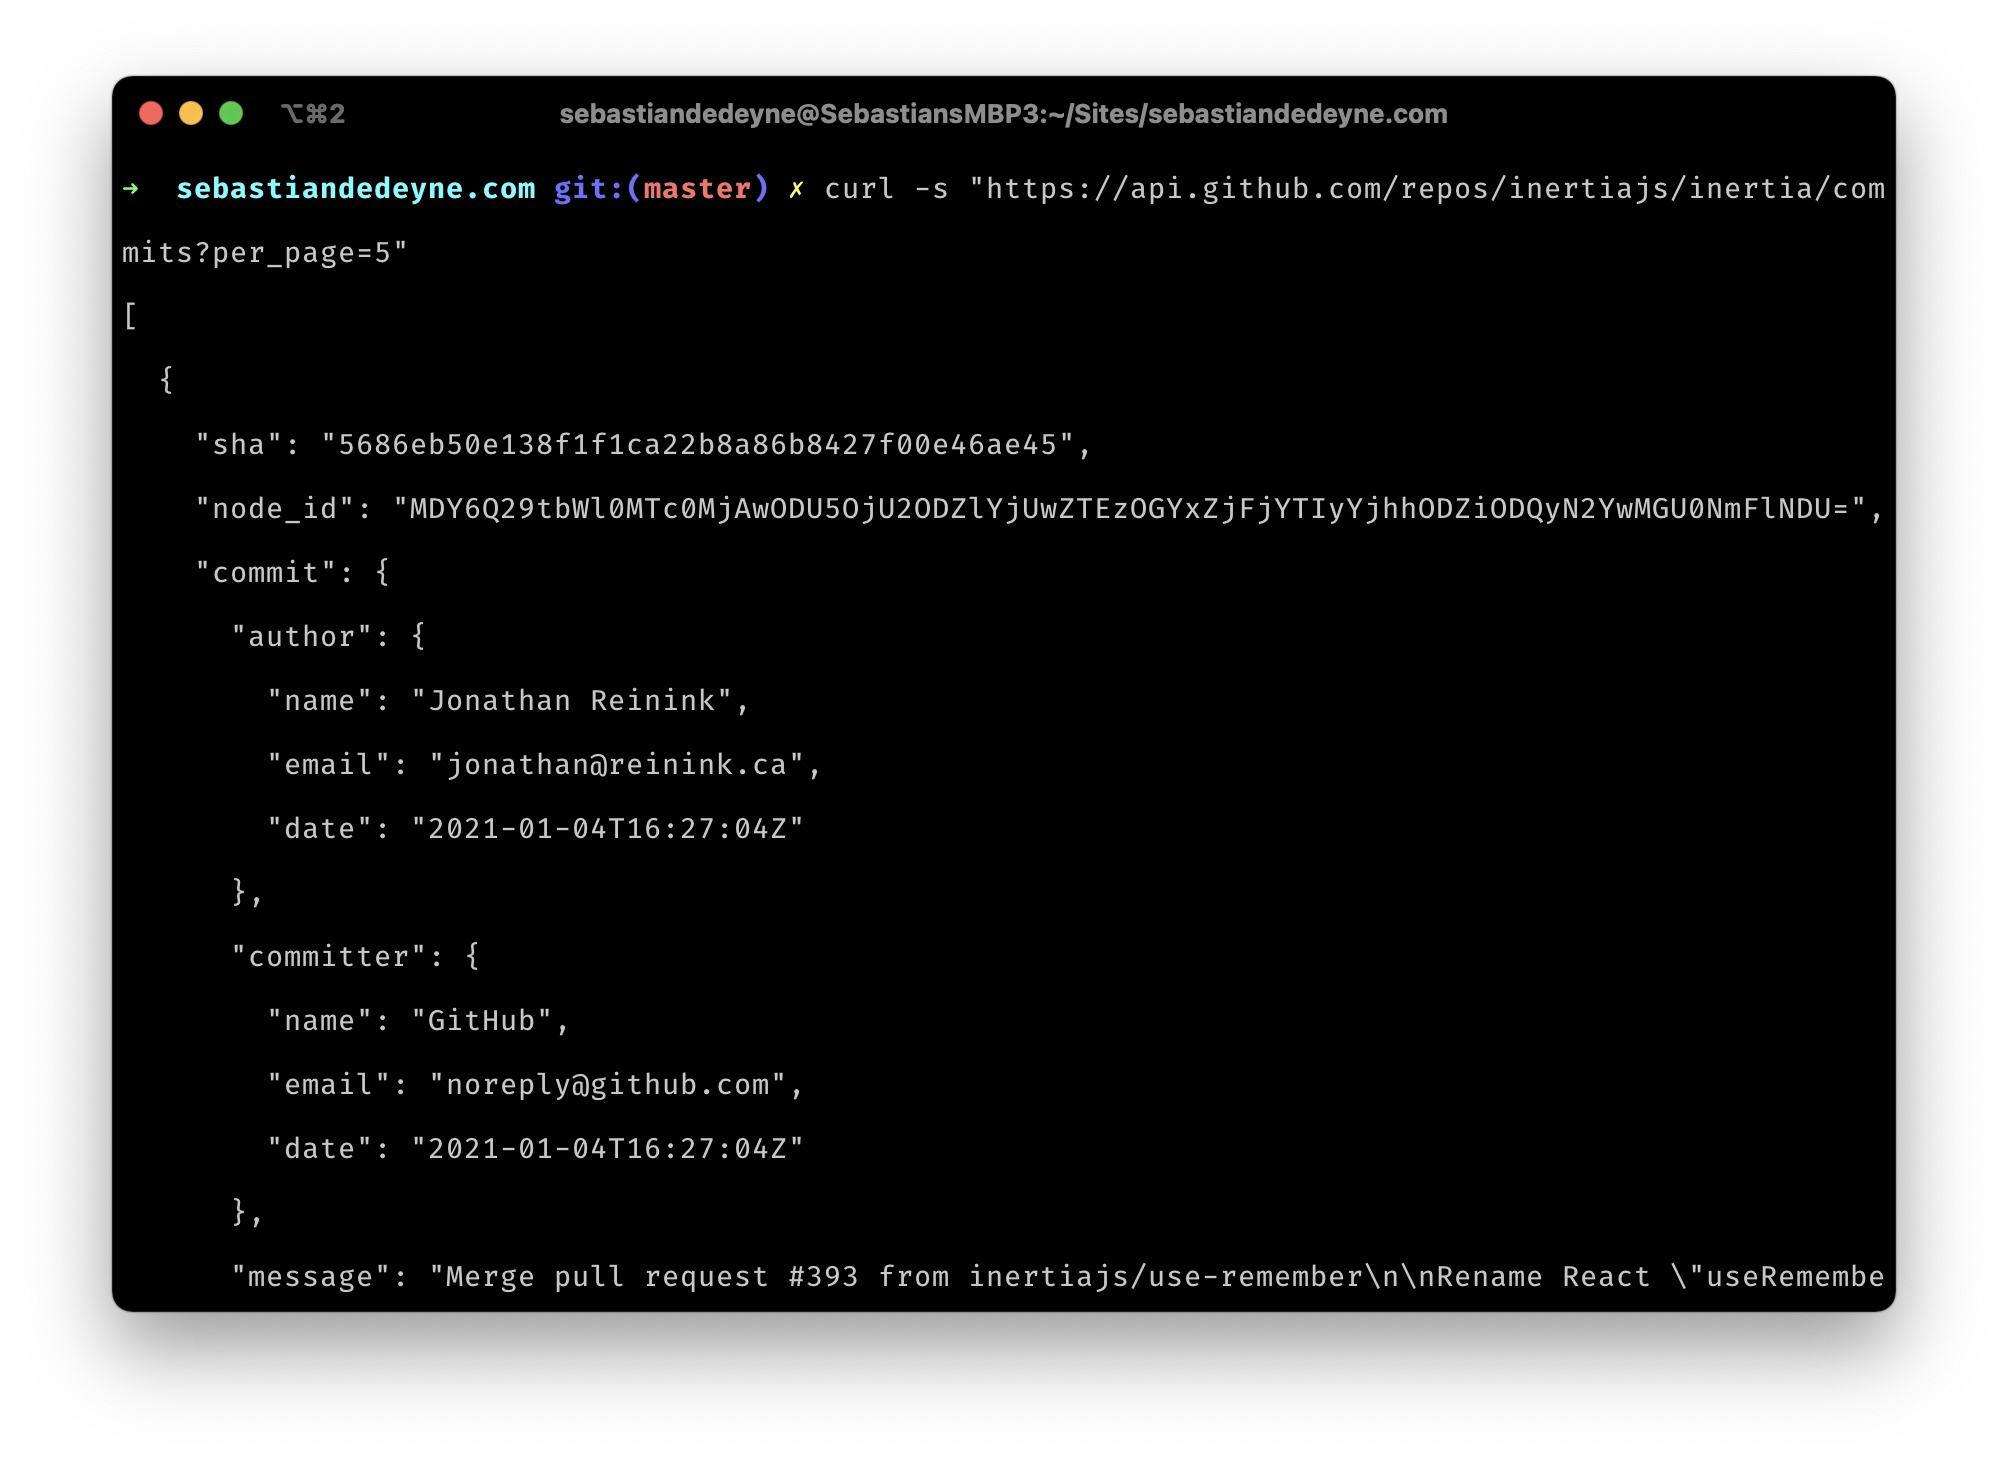 ⌥⌘2 sebastiandedeyne@SebastiansMBP3:~/Sites/sebastiandedeyne.com
➜  sebastiandedeyne.com git:(master) ✗ curl -s "https://api.github.com/repos/inertiajs/inertia/com
mits?per_page=5"
[
  {
    "sha": "5686eb50e138f1f1ca22b8a86b8427f00e46ae45",
    "node_id": "MDY6Q29tbWl0MTc0MjAwODU5OjU2ODZlYjUwZTEzOGYxZjFjYTIyYjhhODZiODQyN2YwMGU0NmFlNDU=",
    "commit": {
      "author": {
        "name": "Jonathan Reinink",
        "email": "jonathan@reinink.ca",
        "date": "2021-01-04T16:27:04Z"
      },
      "committer": {
        "name": "GitHub",
        "email": "noreply@github.com",
        "date": "2021-01-04T16:27:04Z"
      },
      "message": "Merge pull request #393 from inertiajs/use-remember\n\nRename React \"useRemembe